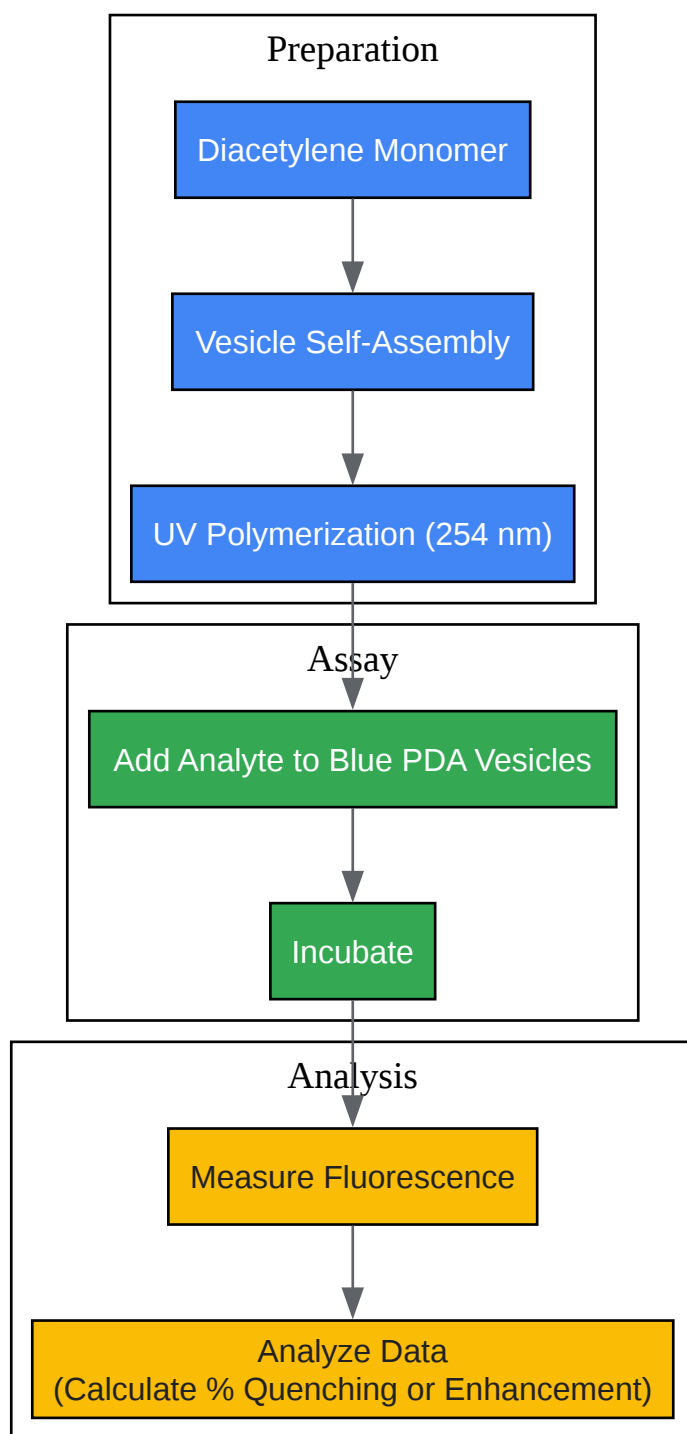 Preparation
Diacetylene Monomer
Vesicle Self-Assembly
UV Polymerization (254 nm)
Assay
Add Analyte to Blue PDA Vesicles
Incubate
Analysis
Measure Fluorescence
Analyze Data
(Calculate % Quenching or Enhancement)